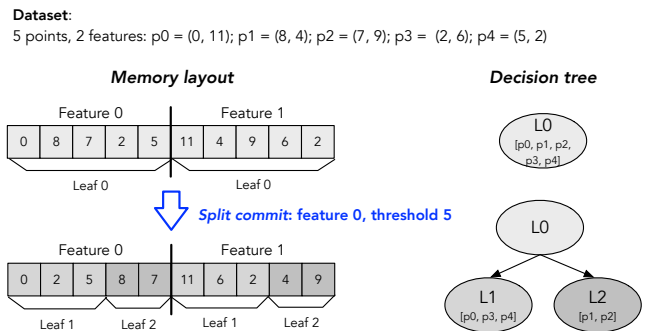 Dataset:
5 points, 2 features: p0 = (0, 11); p1 = (8, 4); p2 = (7, 9); p3 = (2, 6); p4 = (5, 2)
Memory layout
Decision tree
Feature 0
Feature 1
0 8 7 2 5 11 4 9 6 2
Leaf 0
Leaf 0
L0
[p0, p1, p2,
p3, p4]
Split commit: feature 0, threshold 5
Feature 0
Feature 1
0 2 5 8 7 11 6 2 4 9
Leaf 1
Leaf 2
Leaf 1
Leaf 2
L0
L1
[p0, p3, p4]
L2
[p1, p2]